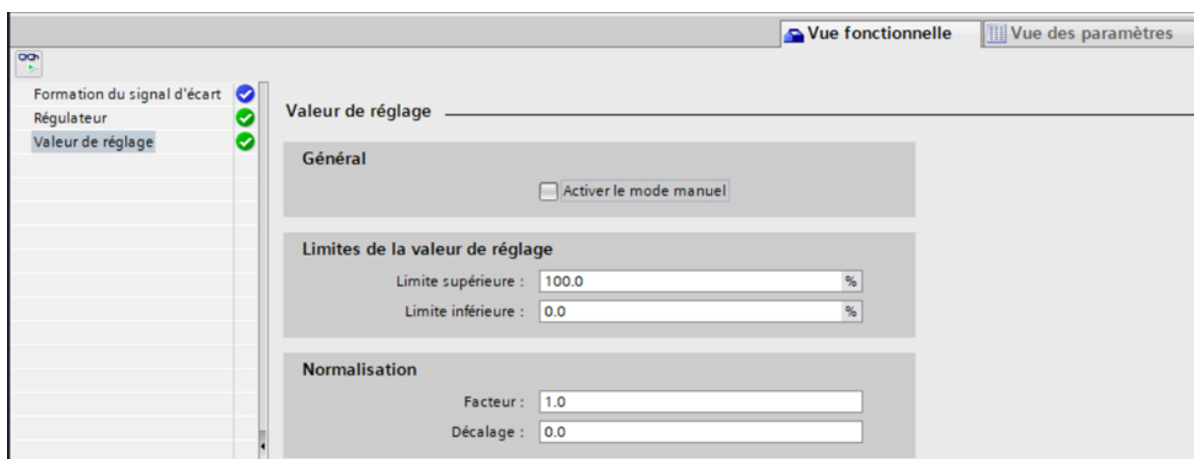 Vue fonctionnelle
Vue des paramètres
Formation du signal d'écart
Régulateur
Valeur de réglage
Valeur de réglage
Général
Activer le mode manuel
Limites de la valeur de réglage
Limite supérieure : 100.0 %
Limite inférieure : 0.0 %
Normalisation
Facteur : 1.0
Décalage : 0.0